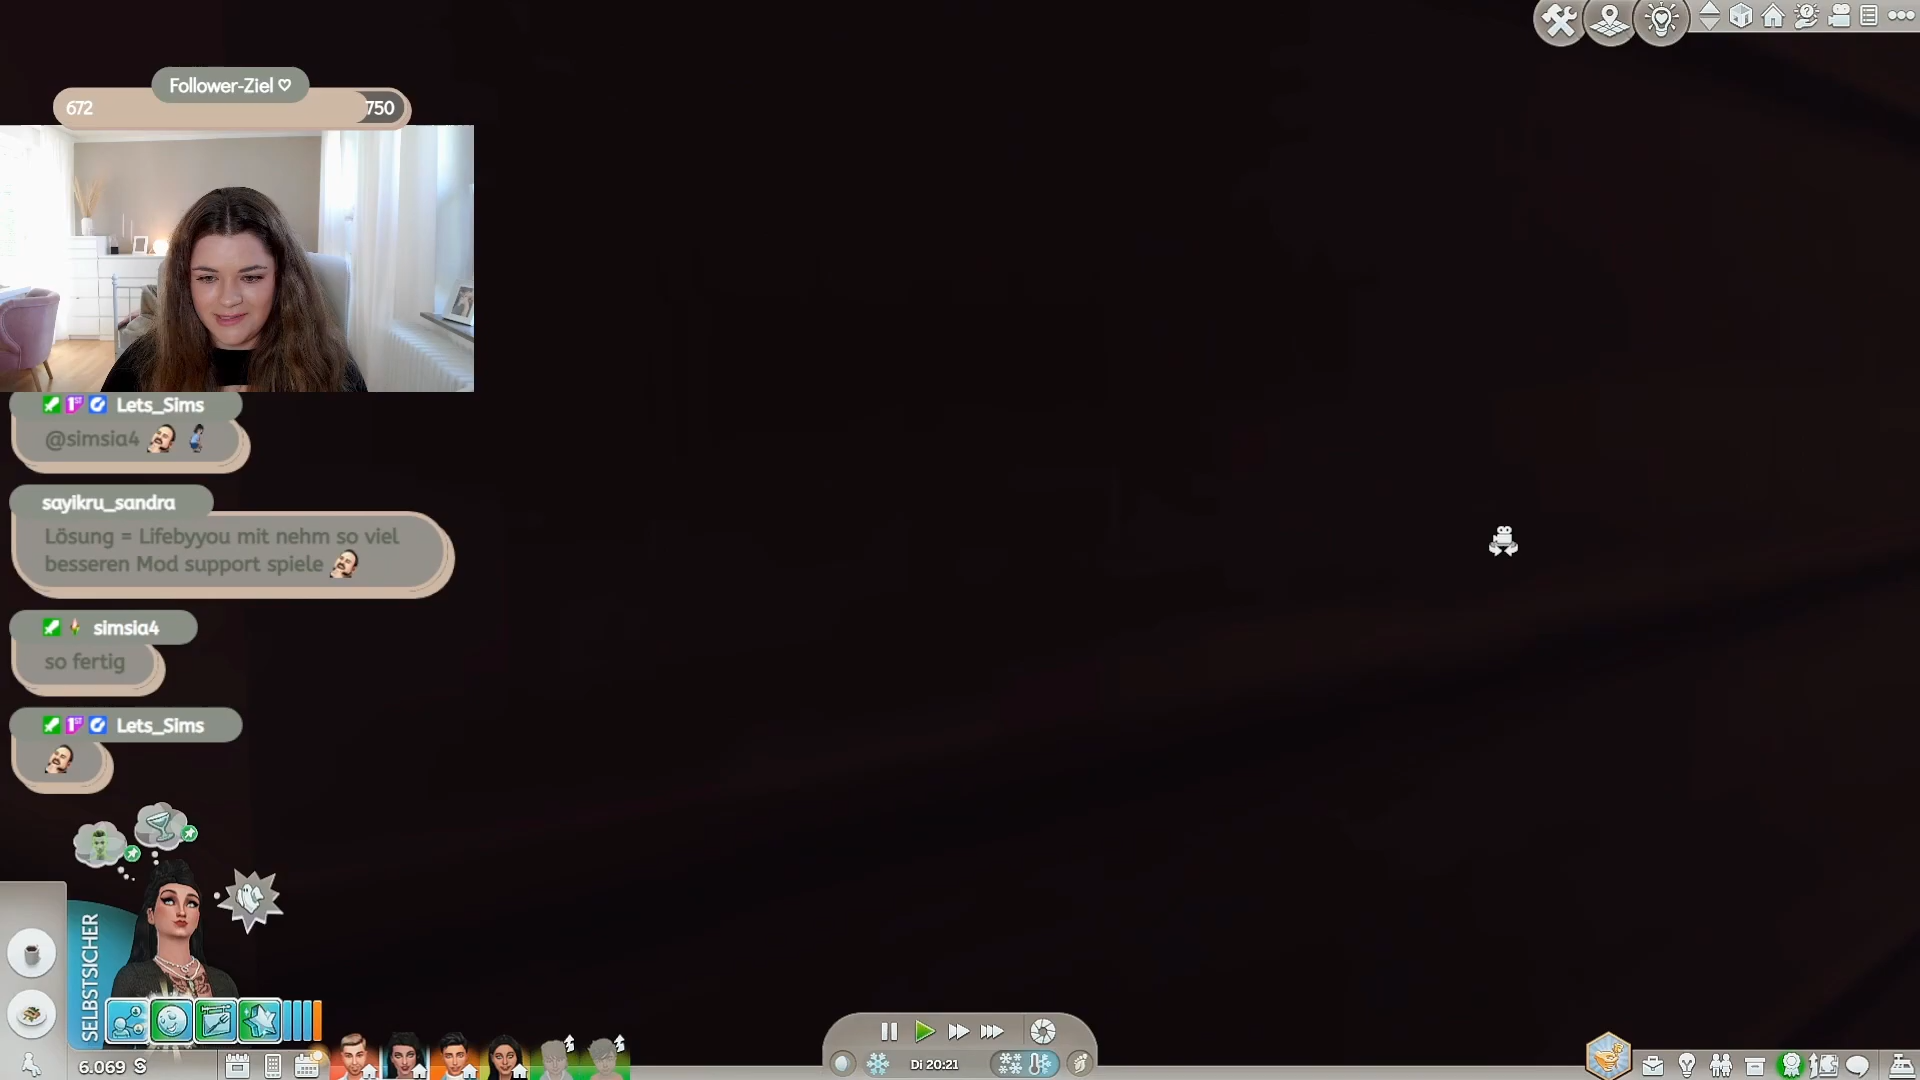 Follower-Ziel ♡
672
750
Lets_Sims
@simsia4
sayikru_sandra
Lösung = Lifebyyou mit nehm so viel
besseren Mod support spiele
simsia4
so fertig
Lets_Sims
SELBSTSICHER
6.069
Di 20:21